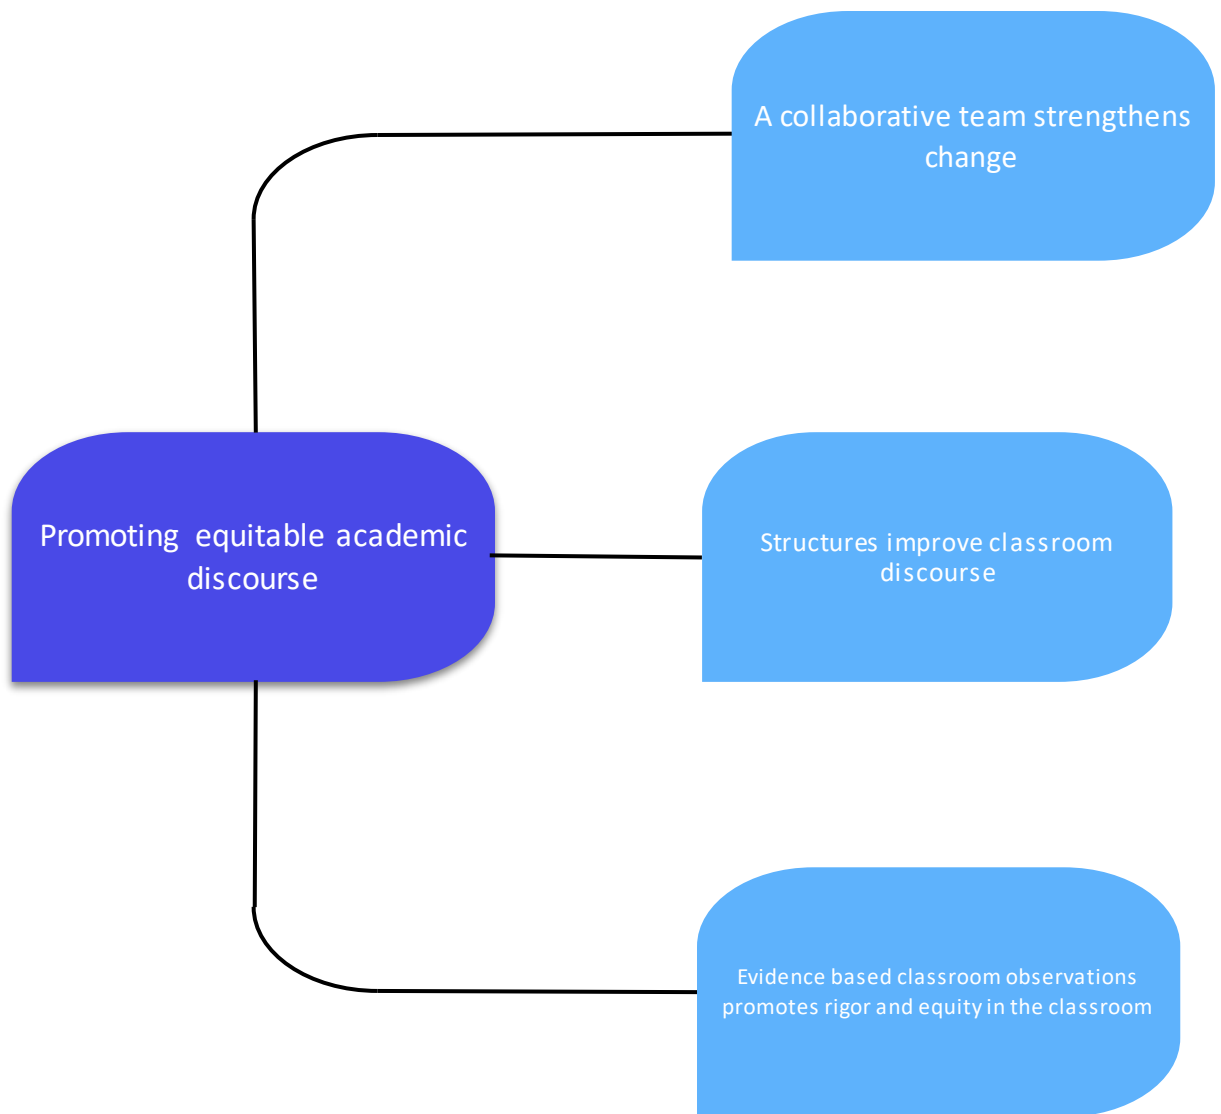 A collaborative team strengthens
change
Promoting equitable academic
discourse
Structures improve classroom
discourse
Evidence based classroom observations
promotes rigor and equity in the classroom